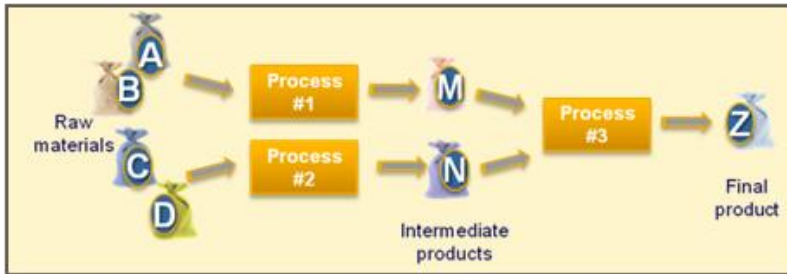 A
B
Raw
materials
C
D
Process
#1
Process
#2
M
N
Intermediate
products
Process
#3
Z
Final
product